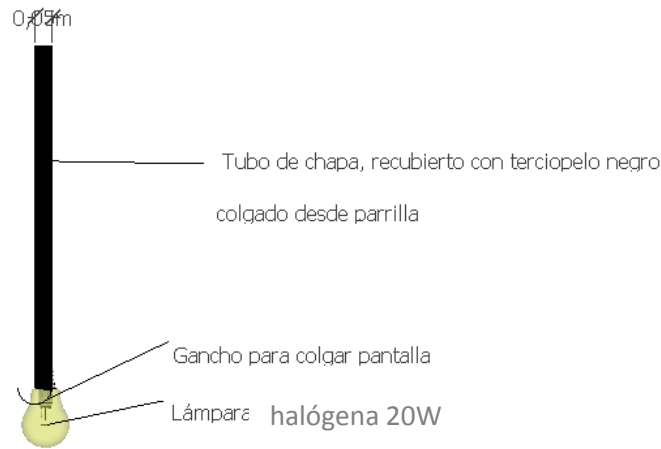 0,05m
Tubo de chapa, recubierto con terciopelo negro
colgado desde parrilla
Gancho para colgar pantalla
Lámpara halógena 20W